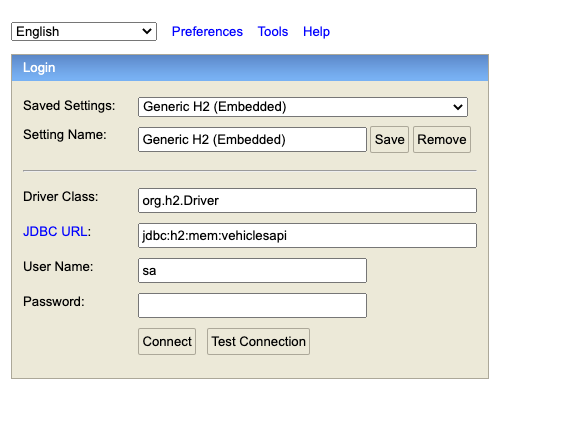 English Preferences Tools Help
Login
Saved Settings: Generic H2 (Embedded)
Setting Name: Generic H2 (Embedded) Save Remove
Driver Class: org.h2.Driver
JDBC URL: jdbc:h2:mem:vehiclesapi
User Name: sa
Password:
Connect Test Connection